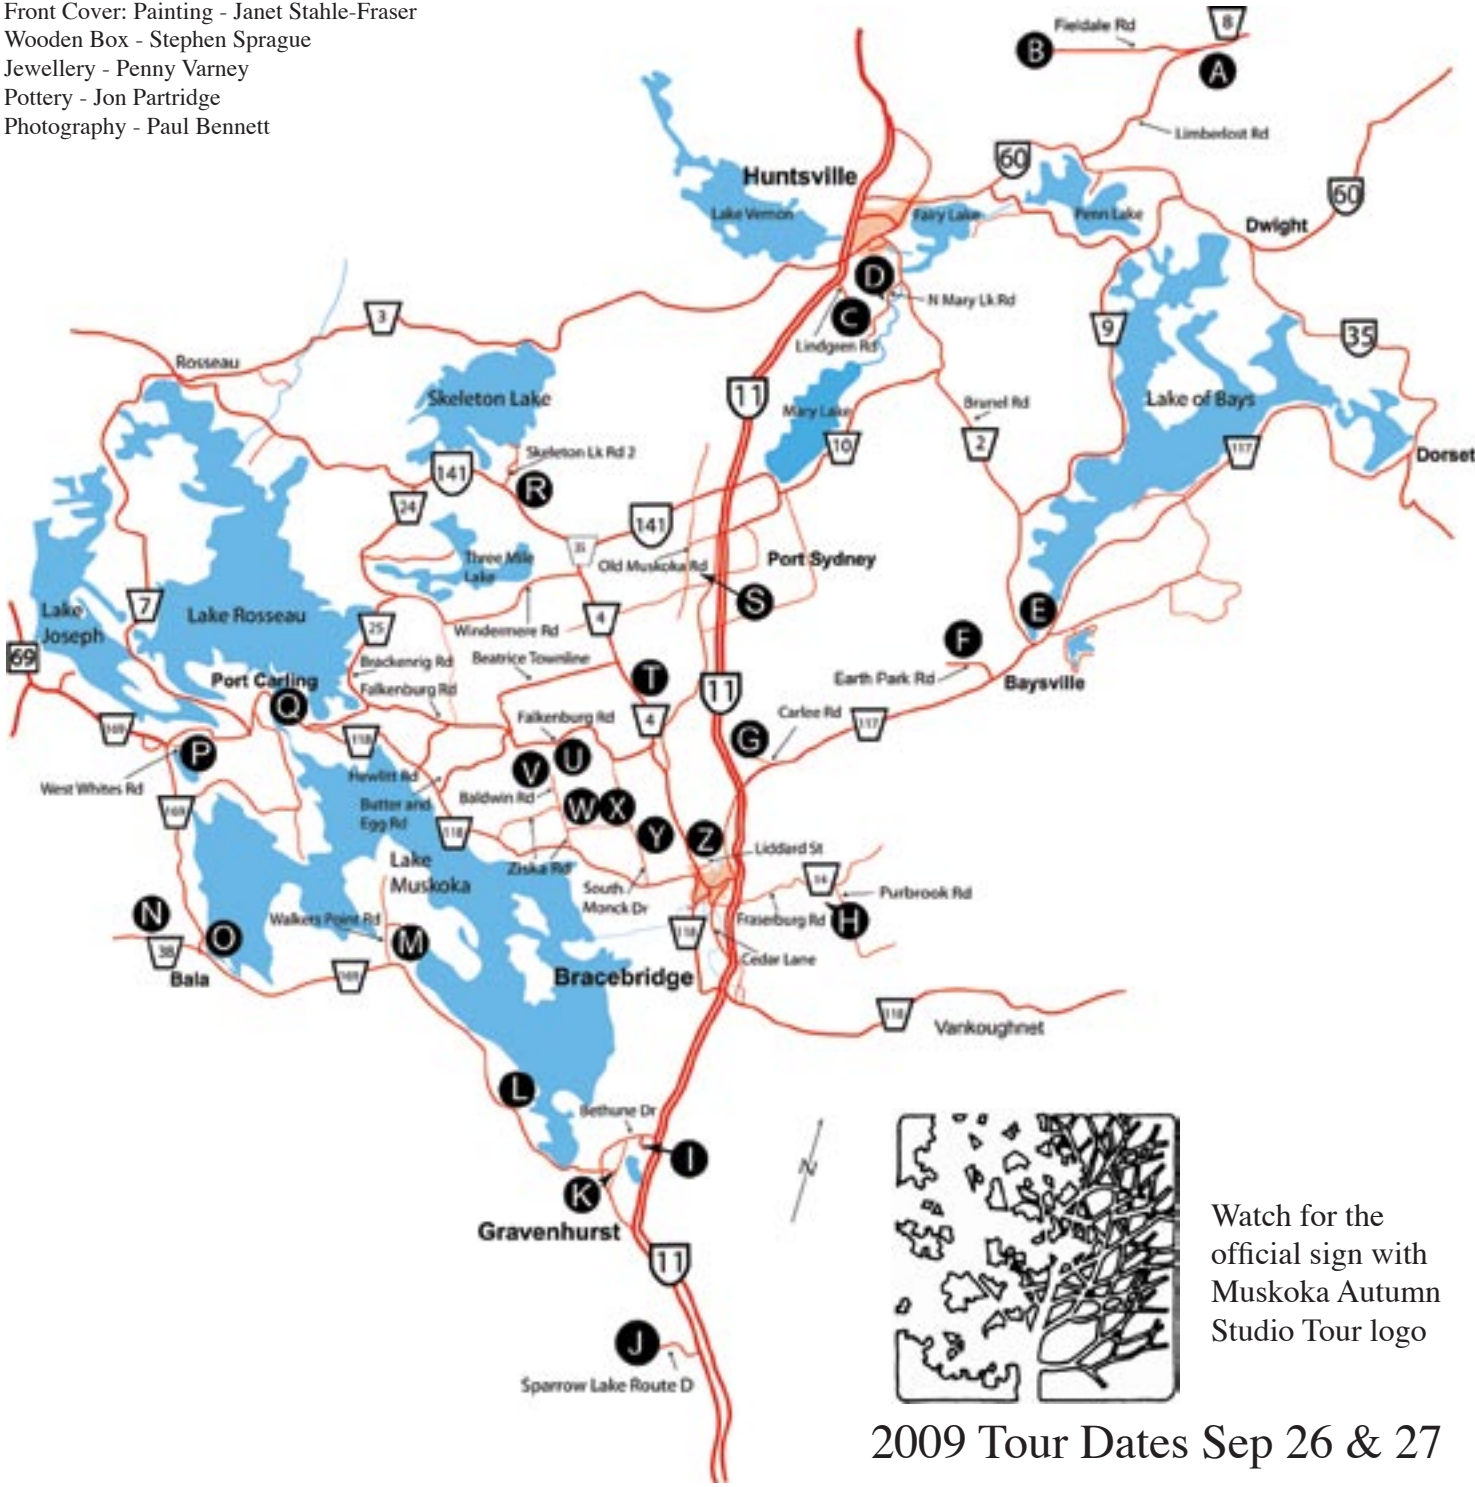 Front Cover: Painting - Janet Stahle-Fraser
Wooden Box - Stephen Sprague
Jewellery - Penny Varney
Pottery - Jon Partridge
Photography - Paul Bennett
Fieldale Rd
8
B
A
Limberlost Rd
60
Huntsville
60
Lake Vernon
Fairy Lake
Penn Lake
Dwight
D
N Mary Lk Rd
C
3
9
35
Lindgren Rd
Rosseau
11
Skeleton Lake
Mary Lake
Brunel Rd
Lake of Bays
2
10
117
Skeleton Lk Rd 2
Dorset
141
R
24
141
35
Three Mile
Lake
Old Muskoka Rd
Port Sydney
S
7
Lake
Joseph
Lake Rosseau
25
4
E
Windermere Rd
F
69
Brackenrig Rd
Beatrice Townline
T
Earth Park Rd
Baysville
Port Carling
Falkenburg Rd
11
Q
Falkenburg Rd
4
Carlee Rd
117
169
118
G
P
V
U
West Whites Rd
Hewlitt Rd
Baldwin Rd
W
X
169
Butter and
Egg Rd
118
Y
Z
Liddard St
Lake
Muskoka
Ziska Rd
South
Monck Dr
14
Purbrook Rd
N
Walkers Point Rd
Fraserburg Rd
H
O
M
118
38
Cedar Lane
Bala
169
Bracebridge
118
Vankoughnet
L
Bethune Dr
I
N
K
Gravenhurst
11
Watch for the
official sign with
Muskoka Autumn
Studio Tour logo
J
Sparrow Lake Route D
2009 Tour Dates Sep 26 & 27